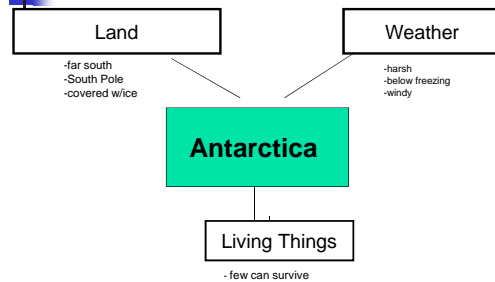 Land
-far south
-South Pole
-covered w/ice
Weather
-harsh
-below freezing
-windy
Antarctica
Living Things
- few can survive